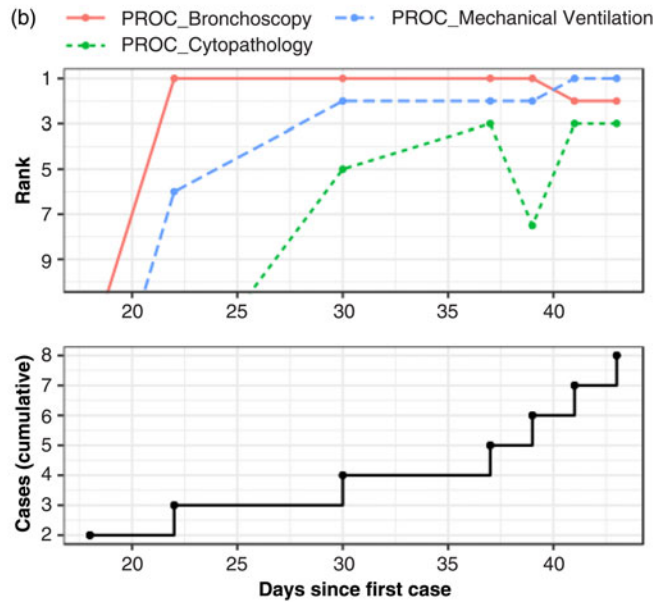 (b)
PROC_Bronchoscopy PROC_Mechanical Ventilation
PROC_Cytopathology
1
3
5
7
9
Rank
20 25 30 35 40
8
7
6
5
4
3
2
Cases (cumulative)
20 25 30 35 40
Days since first case